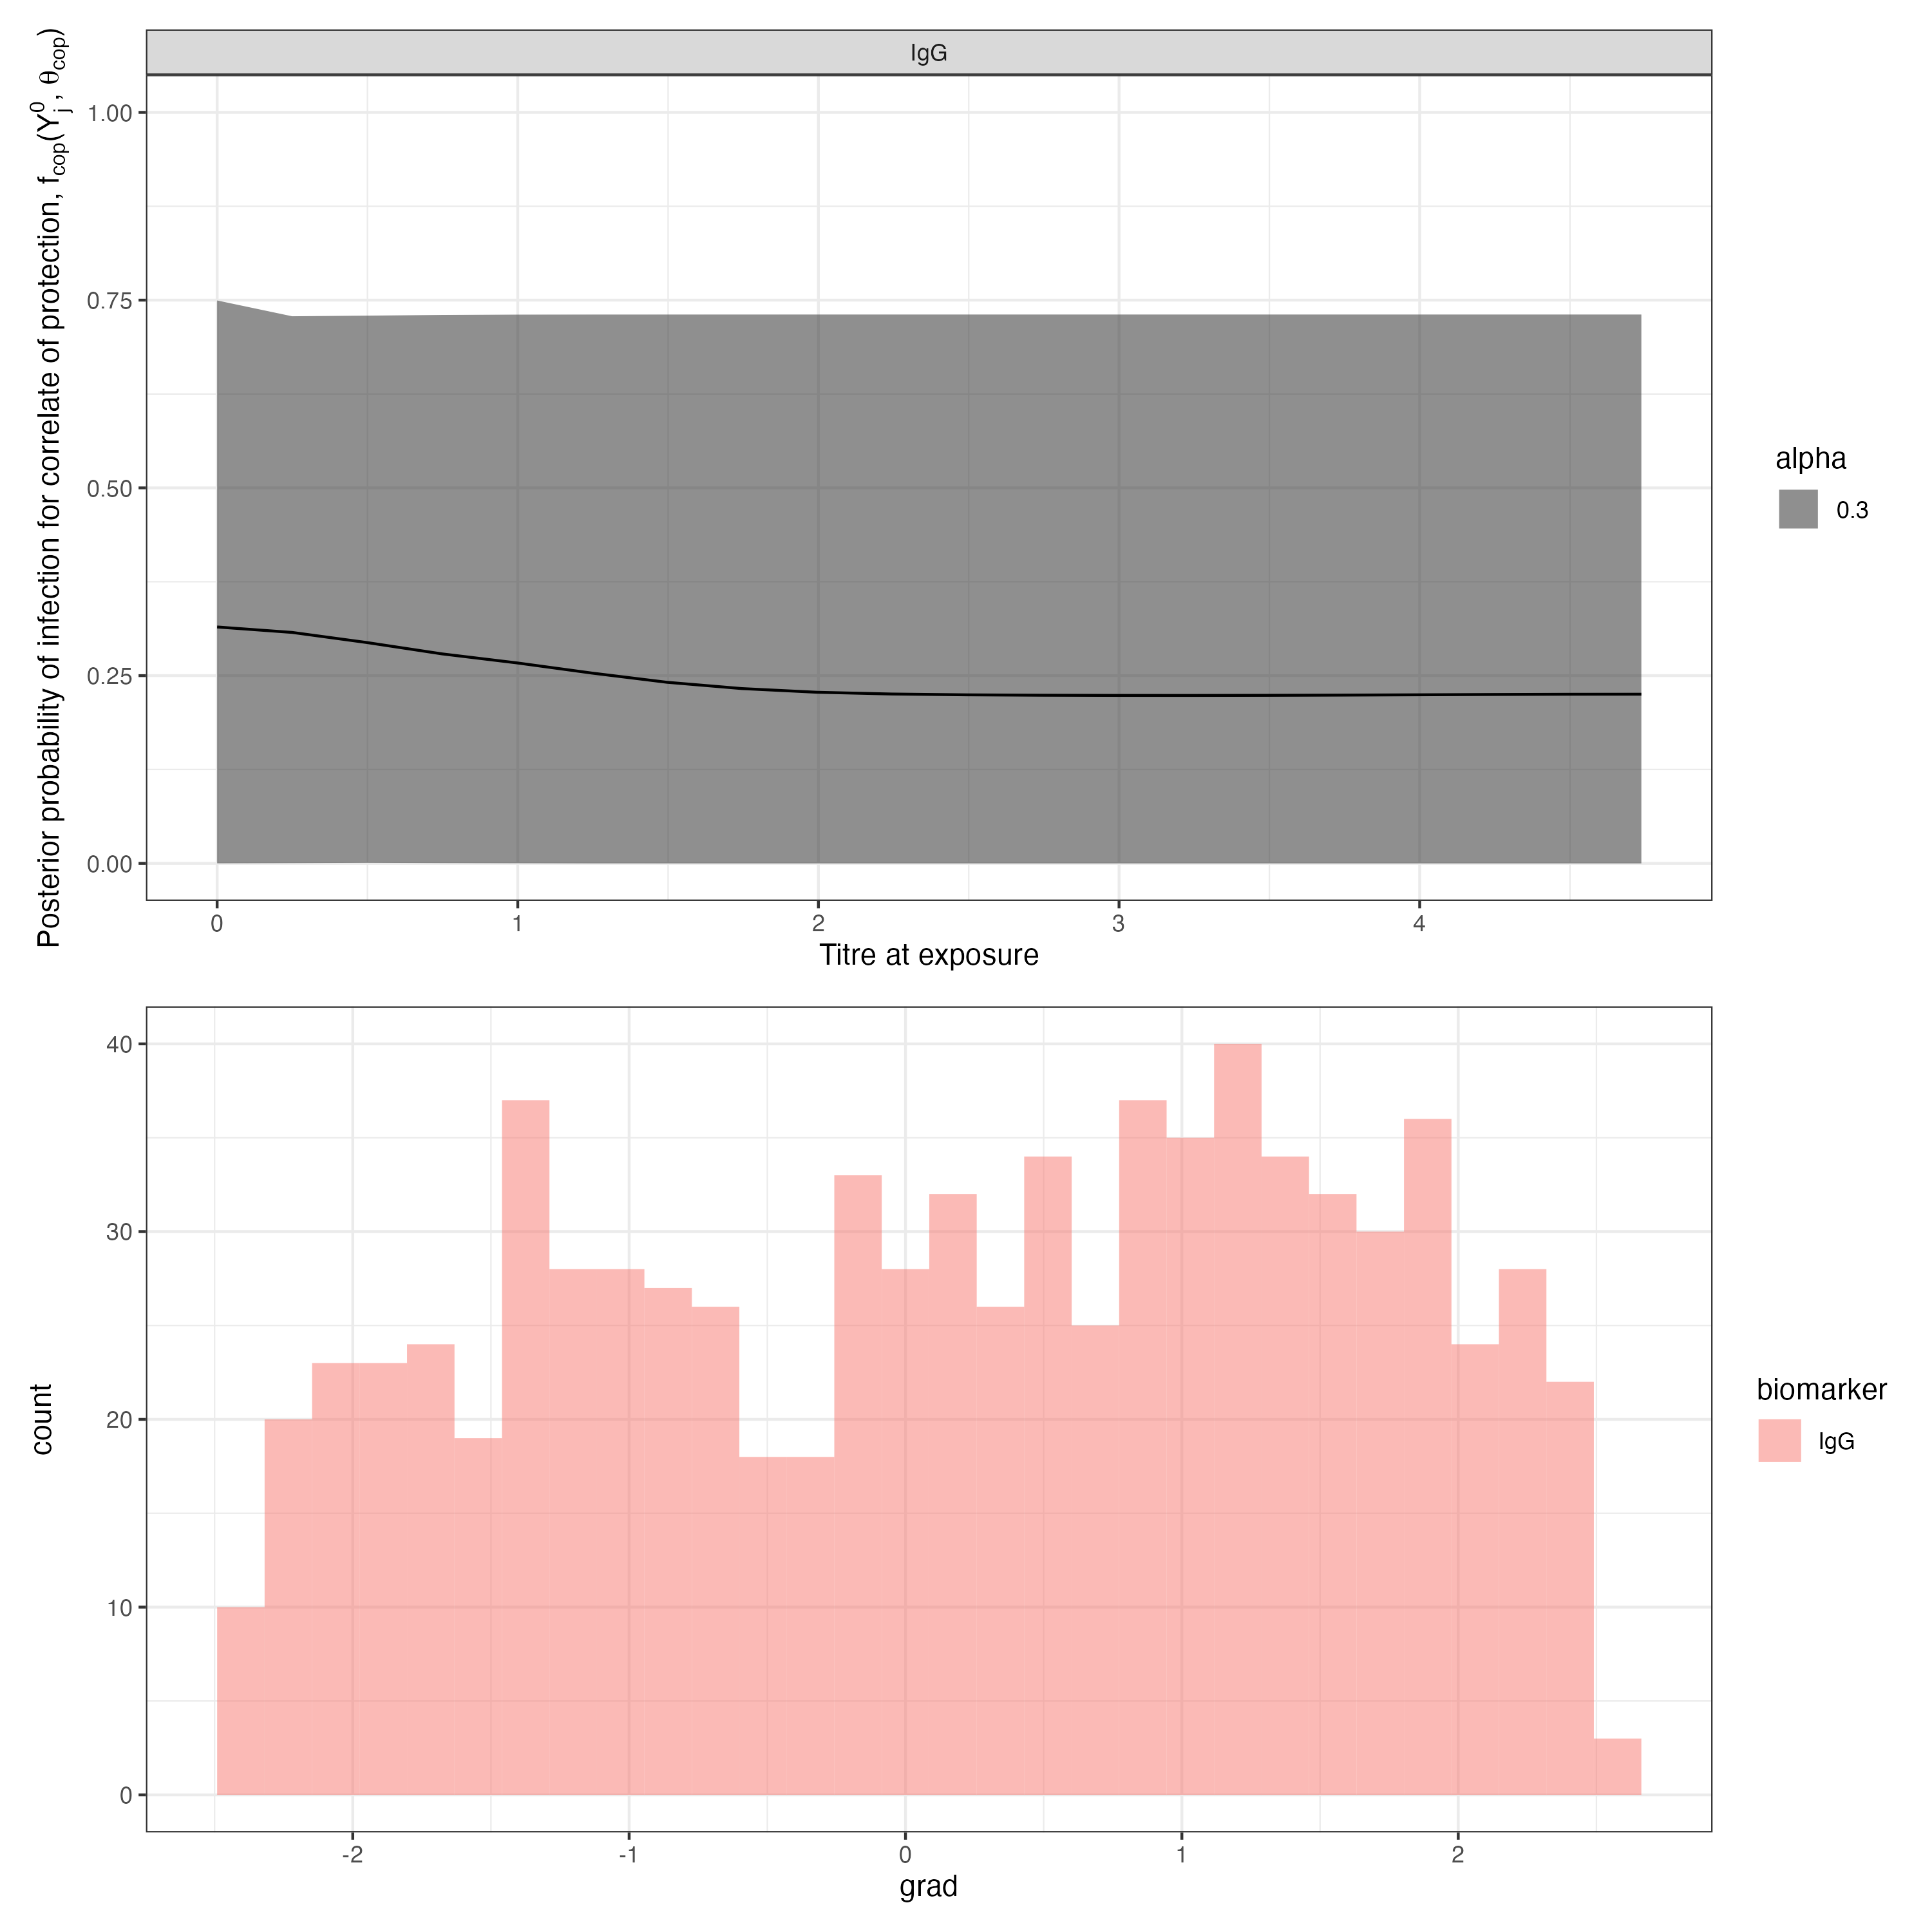 IgG
Posterior probability of infection for correlate of protection, f_cop(Y_j^0, θ_cop)
1.00
0.75
0.50
0.25
0.00
0 1 2 3 4
Titre at exposure
alpha
0.3
count
40
30
20
10
0
-2 -1 0 1 2
grad
biomarker
IgG